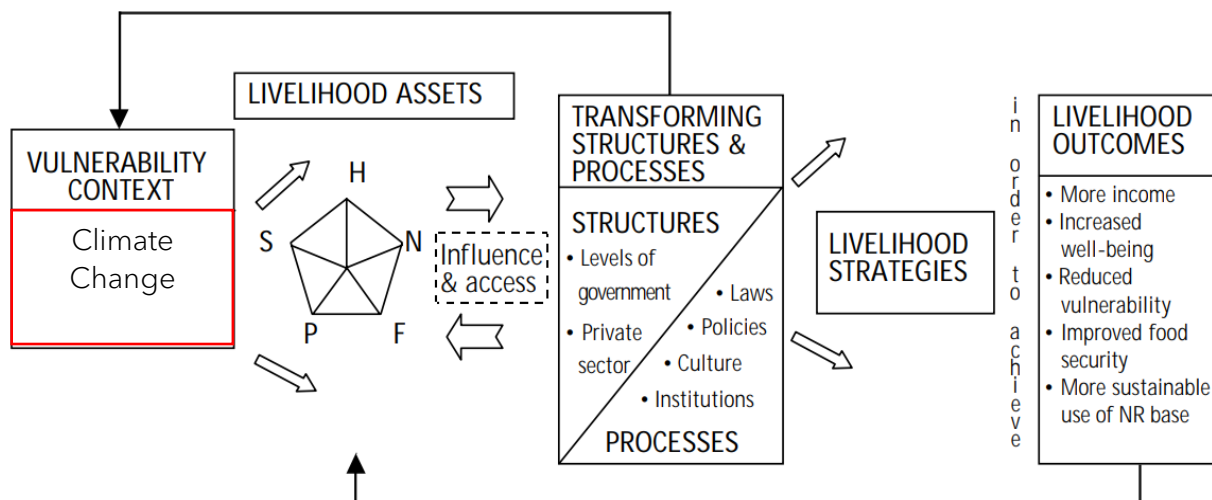 LIVELIHOOD ASSETS
VULNERABILITY
CONTEXT
Climate
Change
H
S
N
P
F
Influence
& access
TRANSFORMING
STRUCTURES &
PROCESSES
STRUCTURES
• Levels of
government
• Private
sector
• Laws
• Policies
• Culture
• Institutions
PROCESSES
LIVELIHOOD
STRATEGIES
in order to achieve
LIVELIHOOD
OUTCOMES
• More income
• Increased
well-being
• Reduced
vulnerability
• Improved food
security
• More sustainable
use of NR base